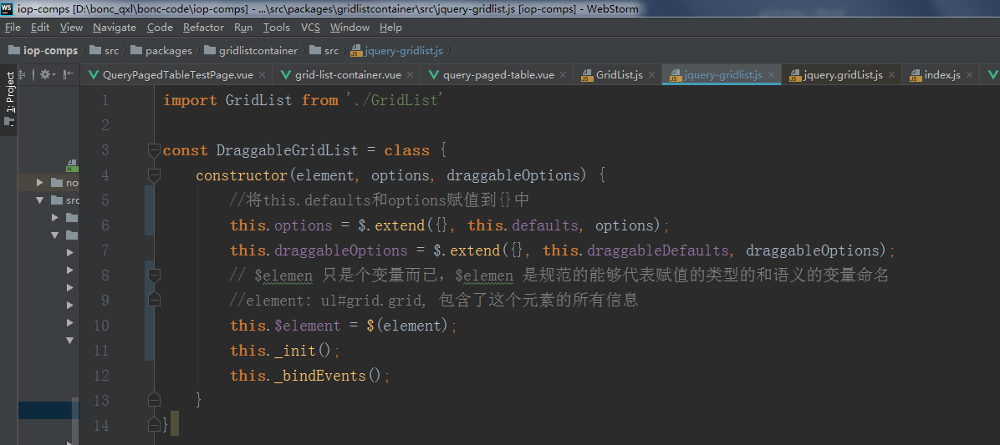 WS iop-comps [D:\bonc_qxl\bonc-code\iop-comps] - ...\src\packages\gridlistcontainer\src\jquery-gridlist.js [iop-comps] - WebStorm
File Edit View Navigate Code Refactor Run Tools VCS Window Help
iop-comps src packages gridlistcontainer src jquery-gridlist.js
QueryPagedTableTestPage.vue grid-list-container.vue query-paged-table.vue GridList.js jquery-gridlist.js jquery.gridList.js index.js
1: Project
no
src
1 import GridList from './GridList'
2
3 const DraggableGridList = class {
4 constructor(element, options, draggableOptions) {
5 //将this.defaults和options赋值到{}中
6 this.options = $.extend({}, this.defaults, options);
7 this.draggableOptions = $.extend({}, this.draggableDefaults, draggableOptions);
8 // $elemen 只是个变量而已，$elemen 是规范的能够代表赋值的类型的和语义的变量命名
9 //element: ul#grid.grid, 包含了这个元素的所有信息
10 this.$element = $(element);
11 this._init();
12 this._bindEvents();
13 }
14 }